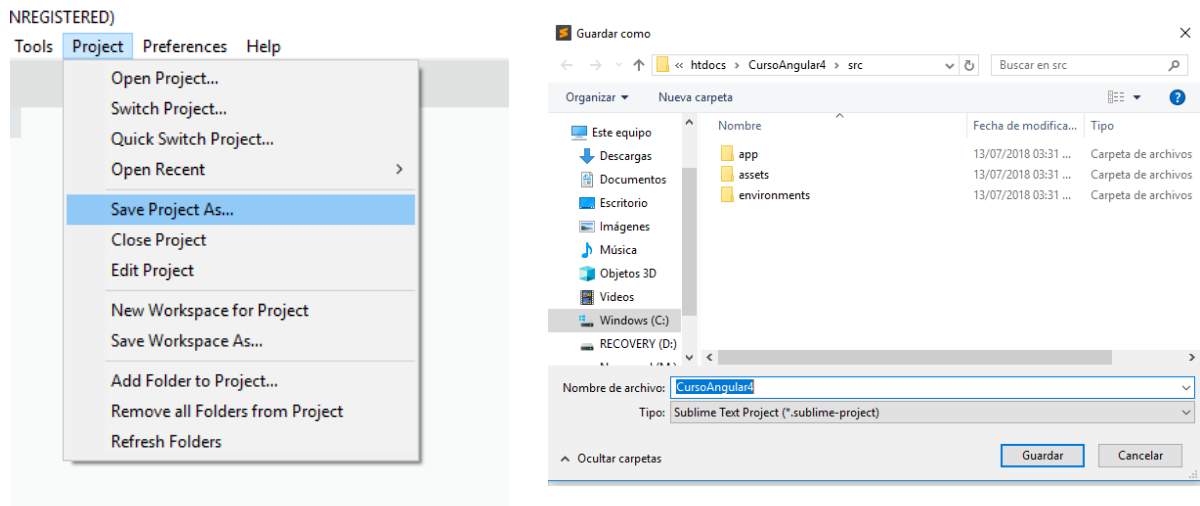 NREGISTERED)
Tools Project Preferences Help
Open Project...
Switch Project...
Quick Switch Project...
Open Recent
Save Project As...
Close Project
Edit Project
New Workspace for Project
Save Workspace As...
Add Folder to Project...
Remove all Folders from Project
Refresh Folders
Guardar como
« htdocs › CursoAngular4 › src
Buscar en src
Organizar Nueva carpeta
Este equipo
Descargas
Documentos
Escritorio
Imágenes
Música
Objetos 3D
Videos
Windows (C:)
RECOVERY (D:)
Nombre Fecha de modifica... Tipo
app 13/07/2018 03:31 ... Carpeta de archivos
assets 13/07/2018 03:31 ... Carpeta de archivos
environments 13/07/2018 03:31 ... Carpeta de archivos
Nombre de archivo: CursoAngular4
Tipo: Sublime Text Project (*.sublime-project)
Ocultar carpetas
Guardar Cancelar